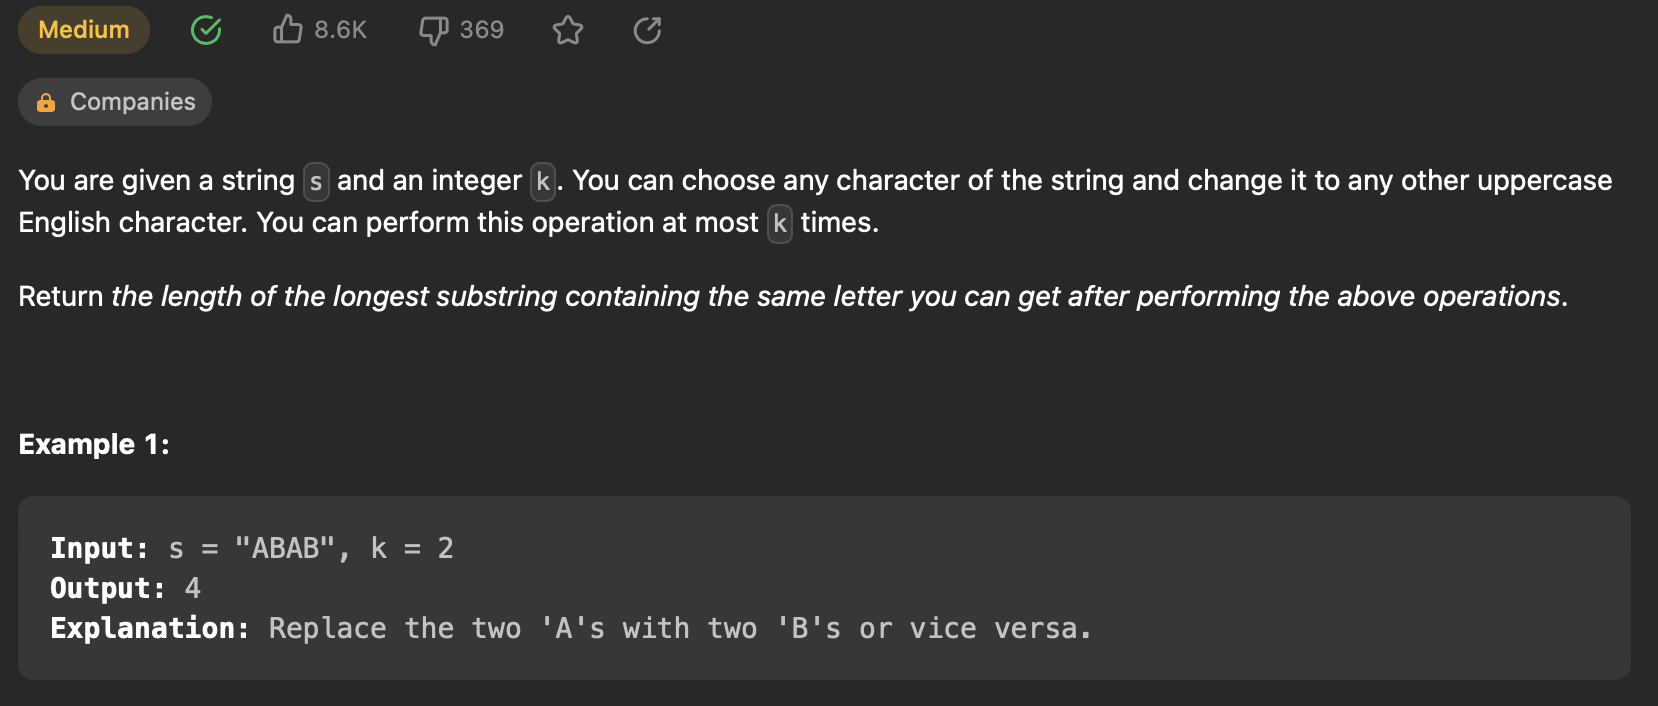 Medium 8.6K 369
Companies
You are given a string s and an integer k. You can choose any character of the string and change it to any other uppercase
English character. You can perform this operation at most k times.
Return the length of the longest substring containing the same letter you can get after performing the above operations.
Example 1:
Input: s = "ABAB", k = 2
Output: 4
Explanation: Replace the two 'A's with two 'B's or vice versa.